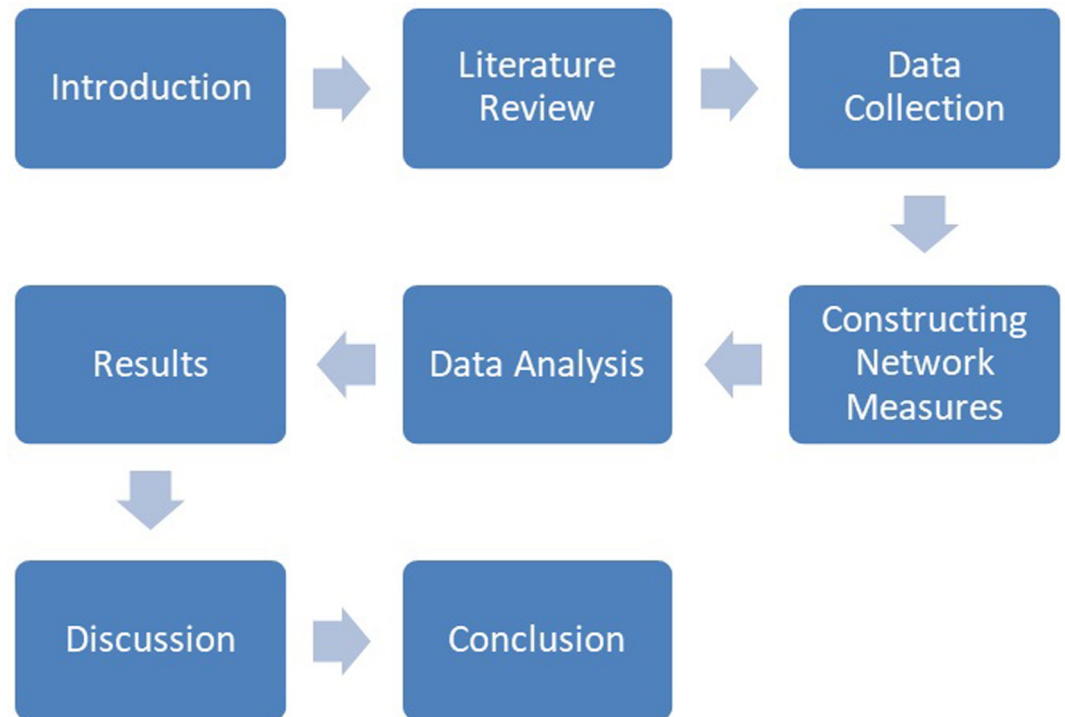 Introduction
Literature
Review
Data
Collection
Constructing
Network
Measures
Data Analysis
Results
Discussion
Conclusion